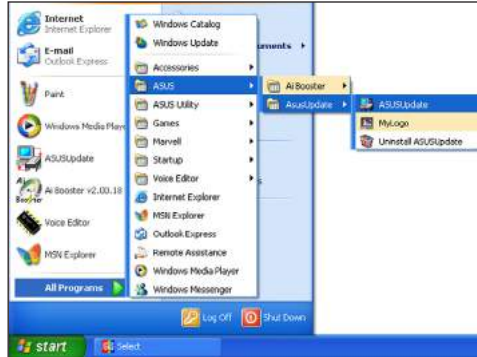 Internet
Internet Explorer
E-mail
Outlook Express
Paint
Windows Media Playe
ASUSUpdate
Ai Booster v2.00.18
Voice Editor
MSN Explorer
All Programs
Windows Catalog
Windows Update
Accessories
ASUS
ASUS Utility
Games
Marvell
Startup
Voice Editor
Internet Explorer
MSN Explorer
Outlook Express
Remote Assistance
Windows Media Player
Windows Messenger
uments
s
Ai Booster
AsusUpdate
ASUSUpdate
MyLogo
Uninstall ASUSUpdate
Log Off
Shut Down
start
Select